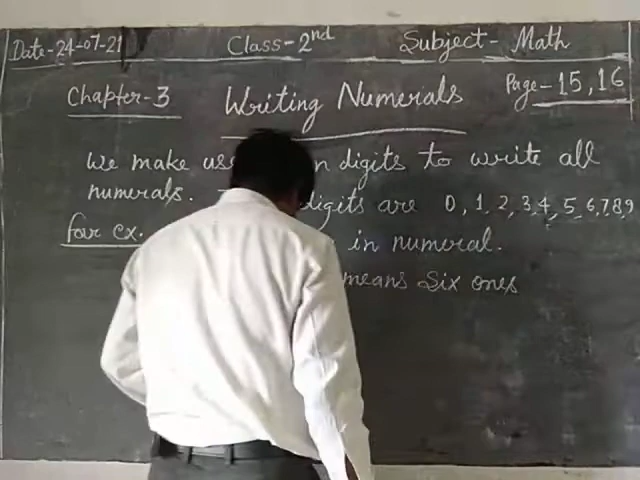 Date-24-07-21 Class-2nd Subject- Math
Chapter-3 Writing Numerals Page-15,16
We make use n digits to write all
numerals. digits are 0, 1, 2, 3, 4, 5, 6, 7, 8, 9
for ex. in numeral.
means Six ones